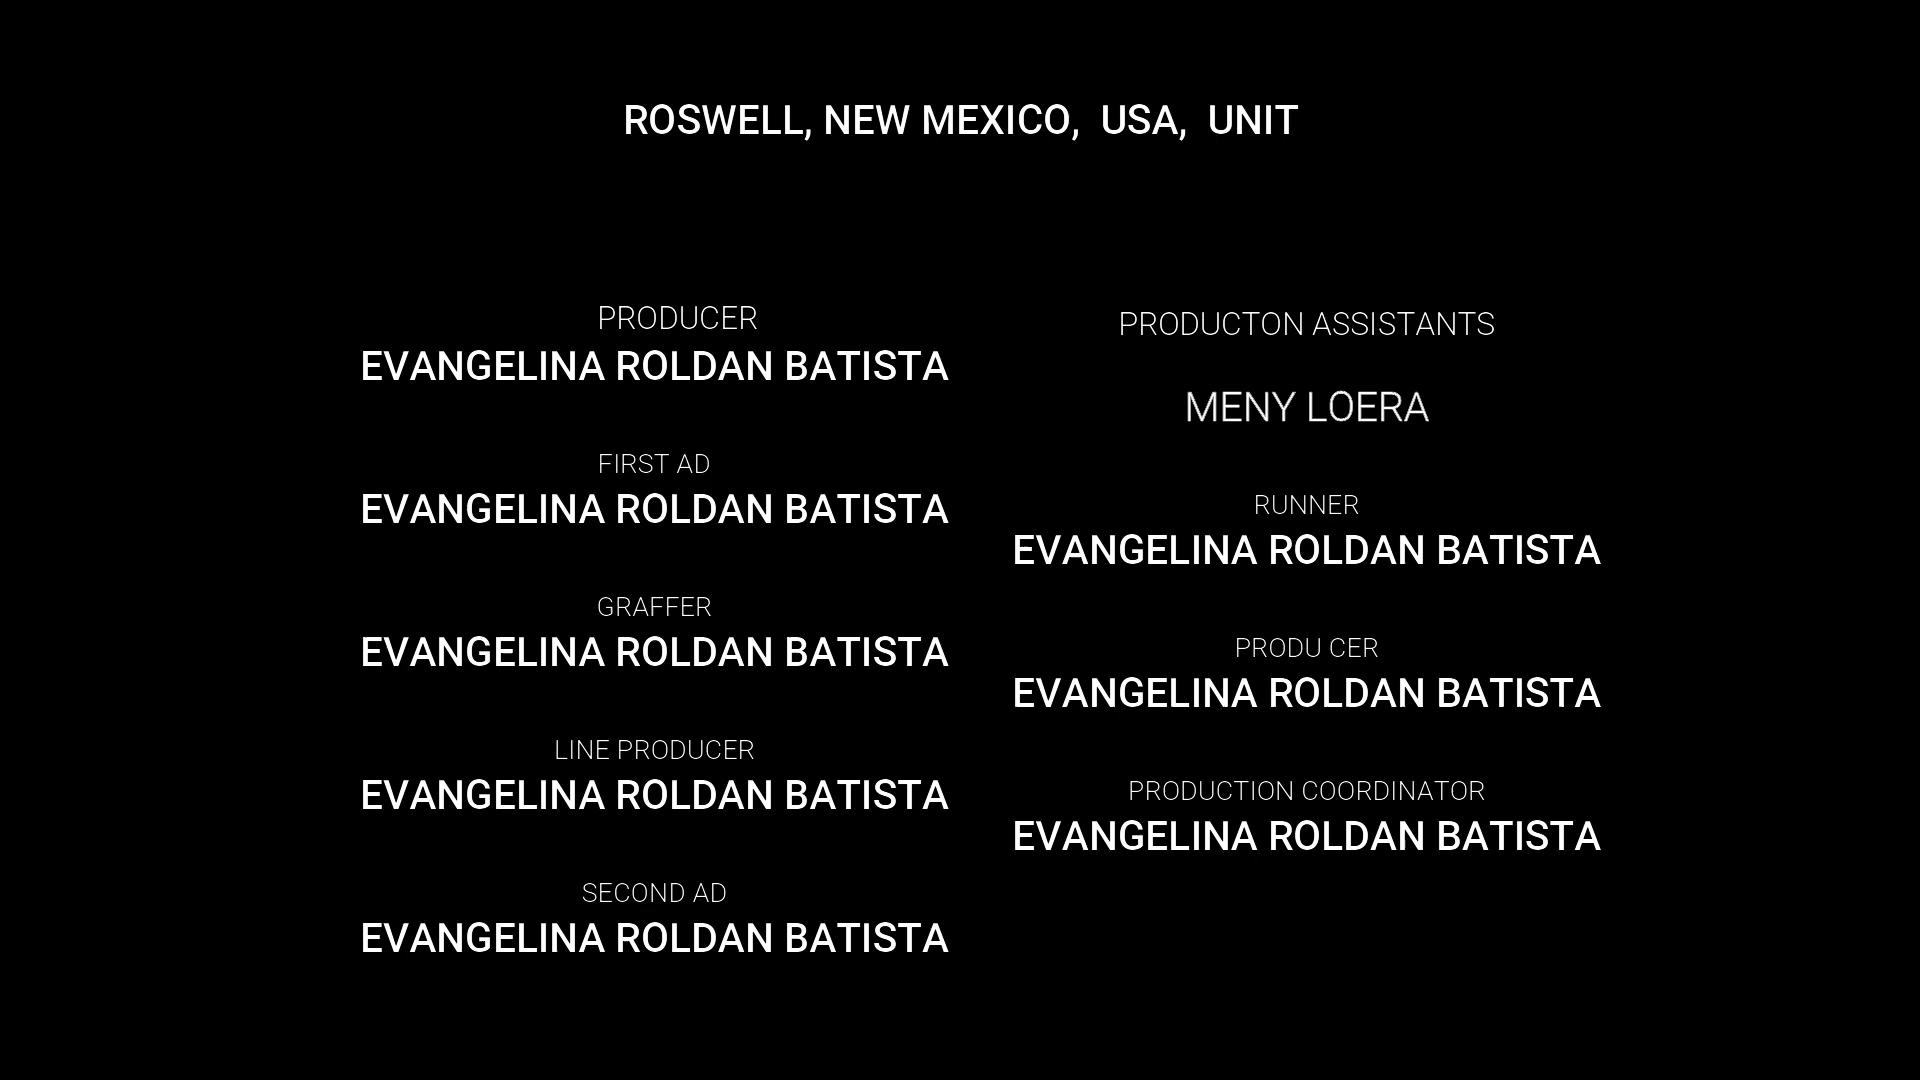 ROSWELL, NEW MEXICO,  USA,  UNIT
PRODUCER
EVANGELINA ROLDAN BATISTA
FIRST AD
EVANGELINA ROLDAN BATISTA
GRAFFER
EVANGELINA ROLDAN BATISTA
LINE PRODUCER
EVANGELINA ROLDAN BATISTA
SECOND AD
EVANGELINA ROLDAN BATISTA
PRODUCTON ASSISTANTS
MENY LOERA
RUNNER
EVANGELINA ROLDAN BATISTA
PRODU CER
EVANGELINA ROLDAN BATISTA
PRODUCTION COORDINATOR
EVANGELINA ROLDAN BATISTA